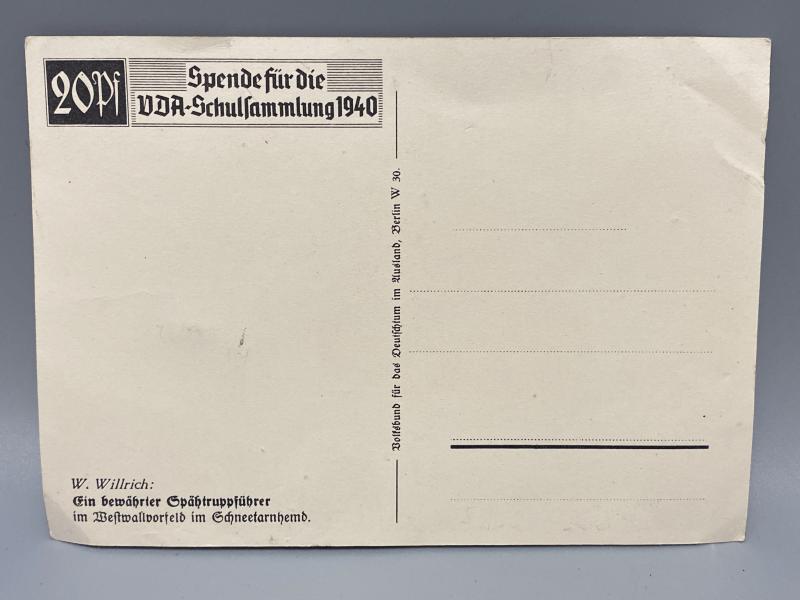 20Pf
Spende für die
VDA-Schulsammlung 1940
Volksbund für das Deutschtum im Ausland, Berlin W 30.
W. Willrich:
Ein bewährter Spähtruppführer
im Westwallvorfeld im Schneetarnhemd.